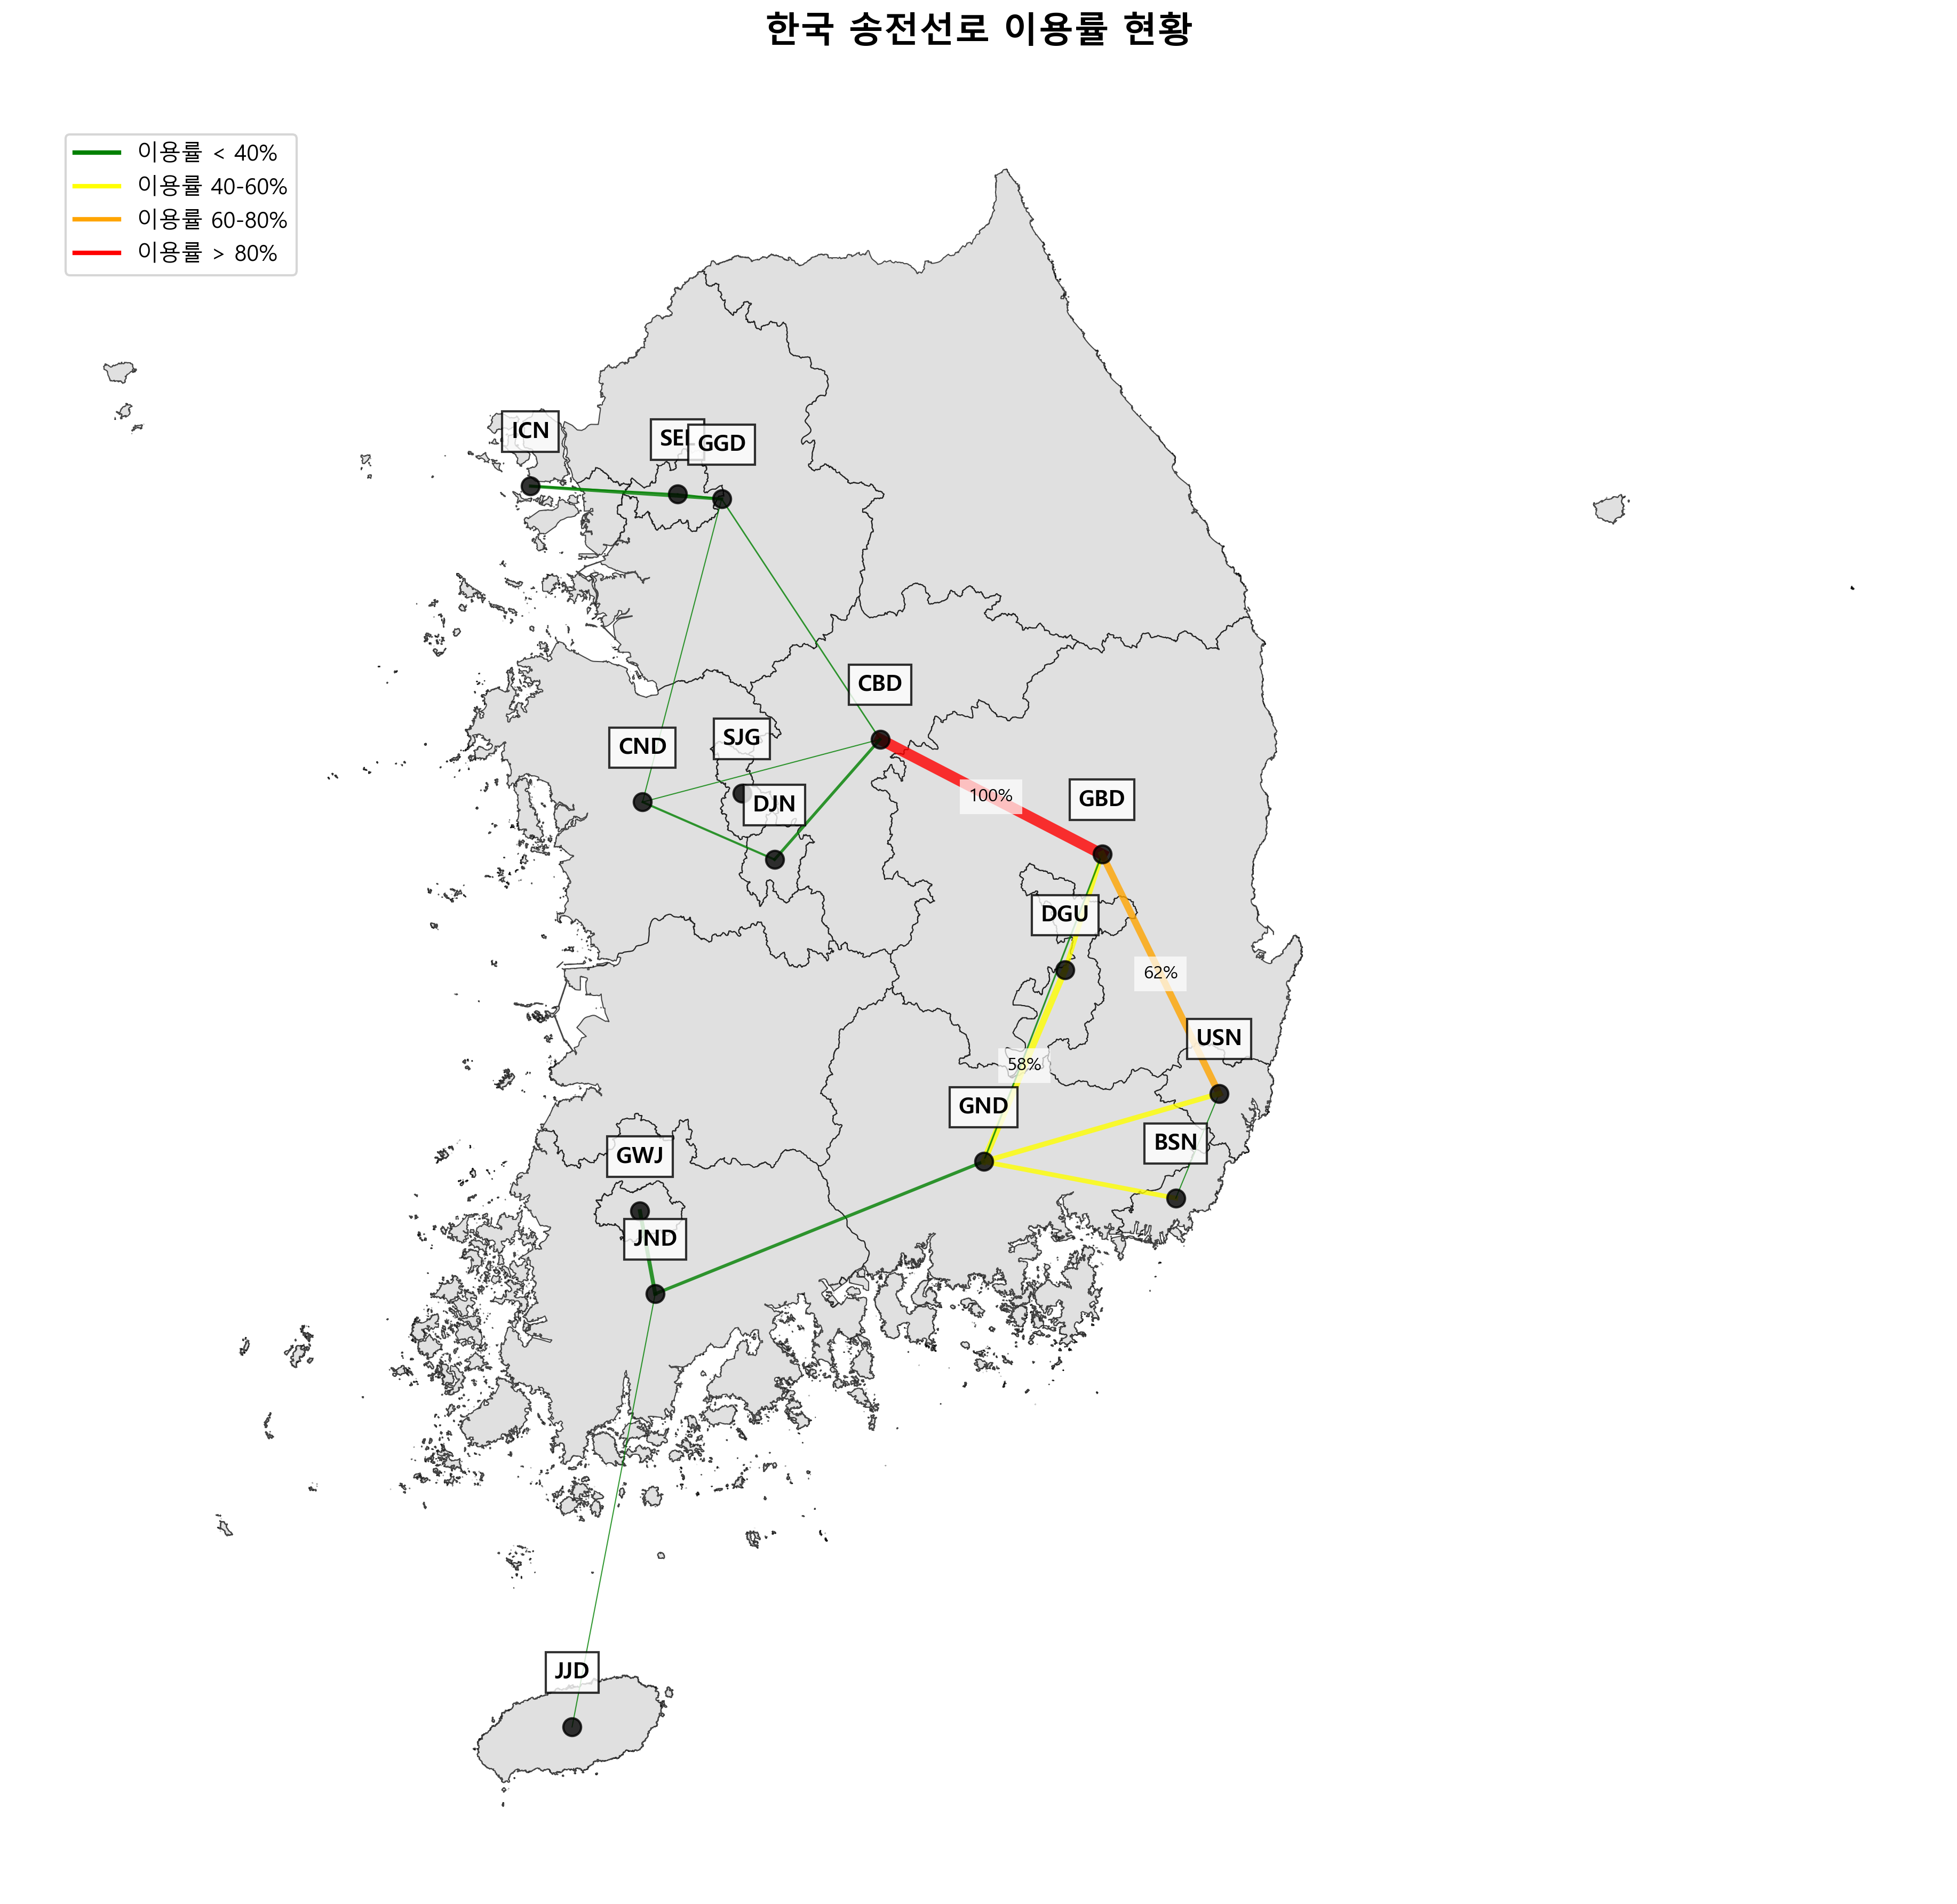 한국 송전선로 이용률 현황
이용률 < 40%
이용률 40-60%
이용률 60-80%
이용률 > 80%
ICN
SEL
GGD
CBD
CND
SJG
DJN
100%
GBD
DGU
62%
USN
58%
GND
BSN
GWJ
JND
JJD